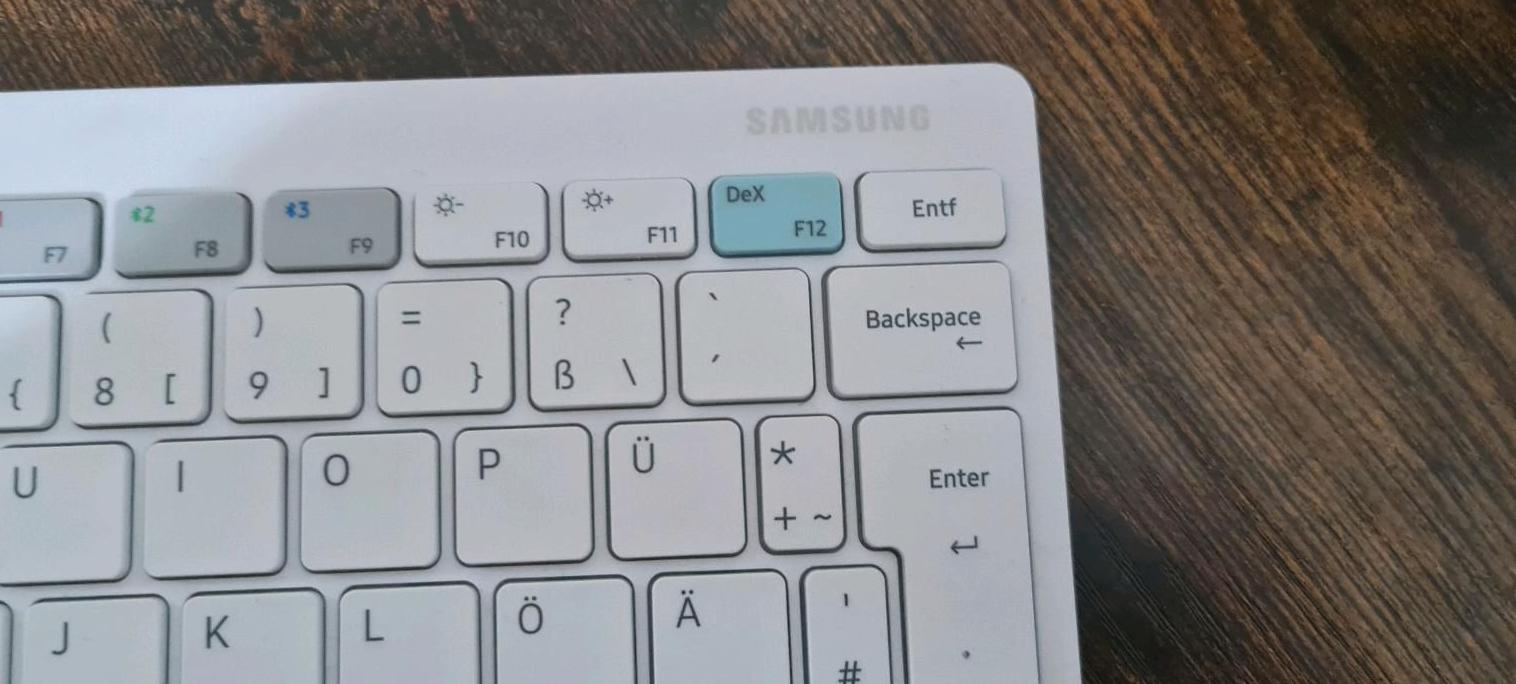 SAMSUNG
F7
2
F8
3
F9
-
F10
+
F11
DeX
F12
Entf
{
(
8 [
)
9 ]
=
0 }
?
ß \
`
´
Backspace
←
U
I
O
P
Ü
*
+ ~
Enter
↵
J
K
L
Ö
Ä
'
#